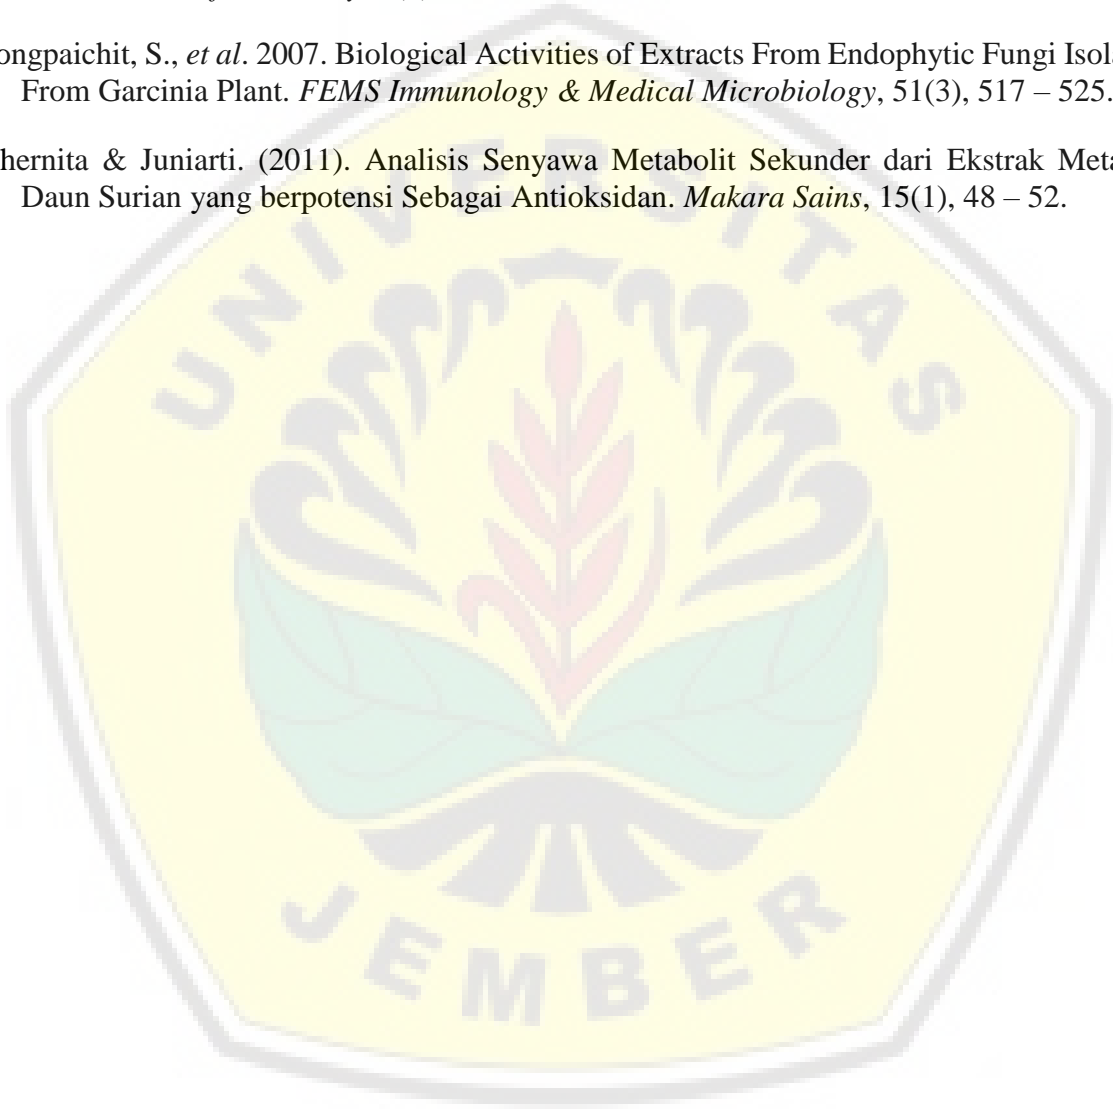 ongpaichit, S., et al. 2007. Biological Activities of Extracts From Endophytic Fungi Isola
From Garcinia Plant. FEMS Immunology & Medical Microbiology, 51(3), 517 – 525.
hernita & Juniarti. (2011). Analisis Senyawa Metabolit Sekunder dari Ekstrak Meta
Daun Surian yang berpotensi Sebagai Antioksidan. Makara Sains, 15(1), 48 – 52.
UNIVERSITAS
JEMBER